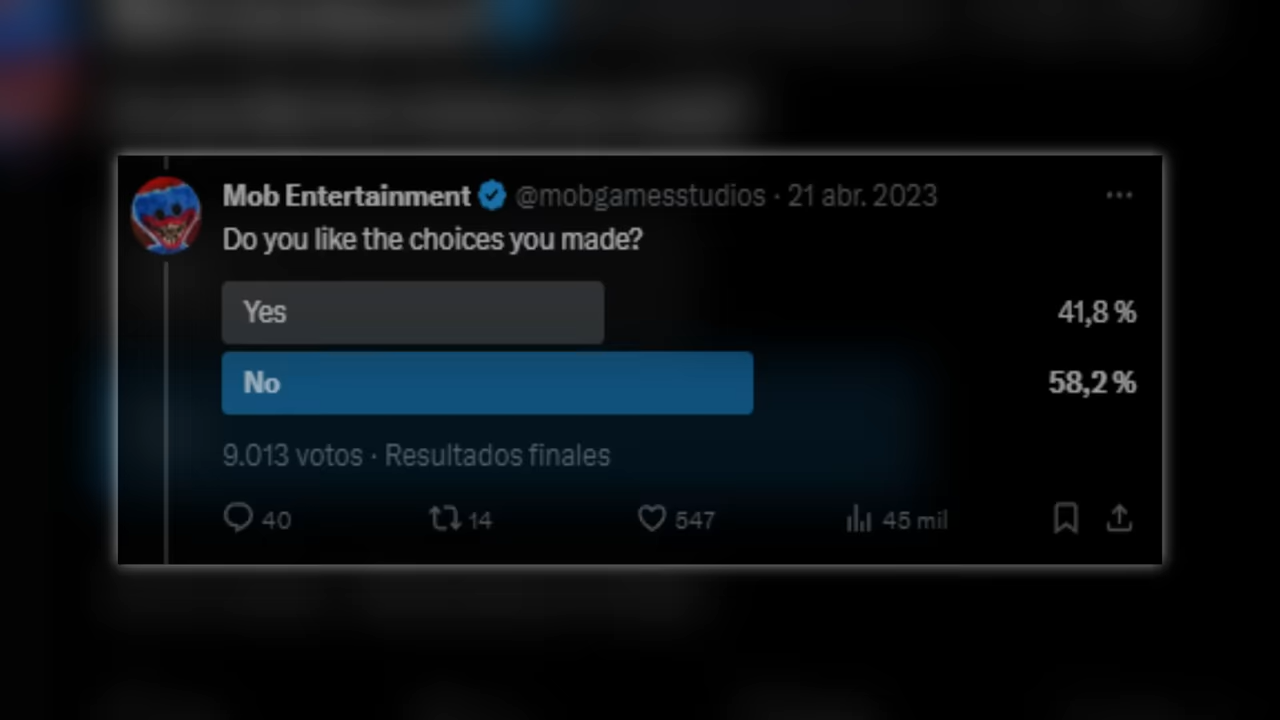 Mob Entertainment @mobgamesstudios · 21 abr. 2023
Do you like the choices you made?
Yes 41,8 %
No 58,2 %
9.013 votos · Resultados finales
40 14 547 45 mil